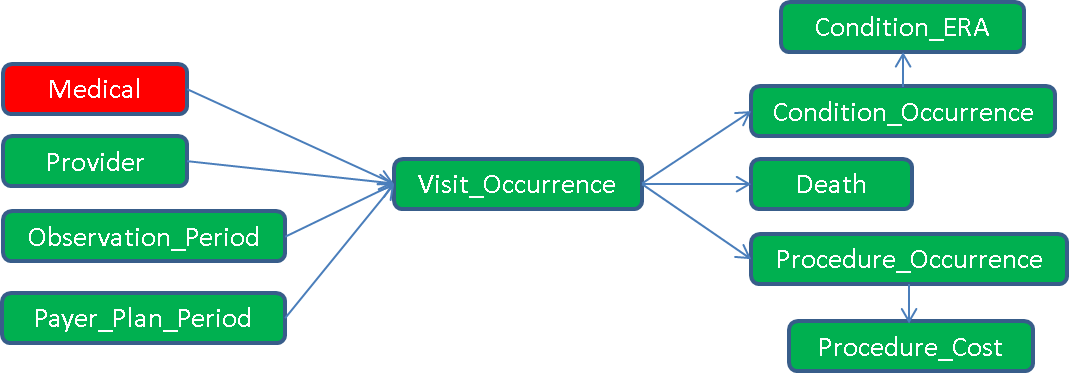 Medical
Provider
Observation_Period
Payer_Plan_Period
Visit_Occurrence
Condition_ERA
Condition_Occurrence
Death
Procedure_Occurrence
Procedure_Cost